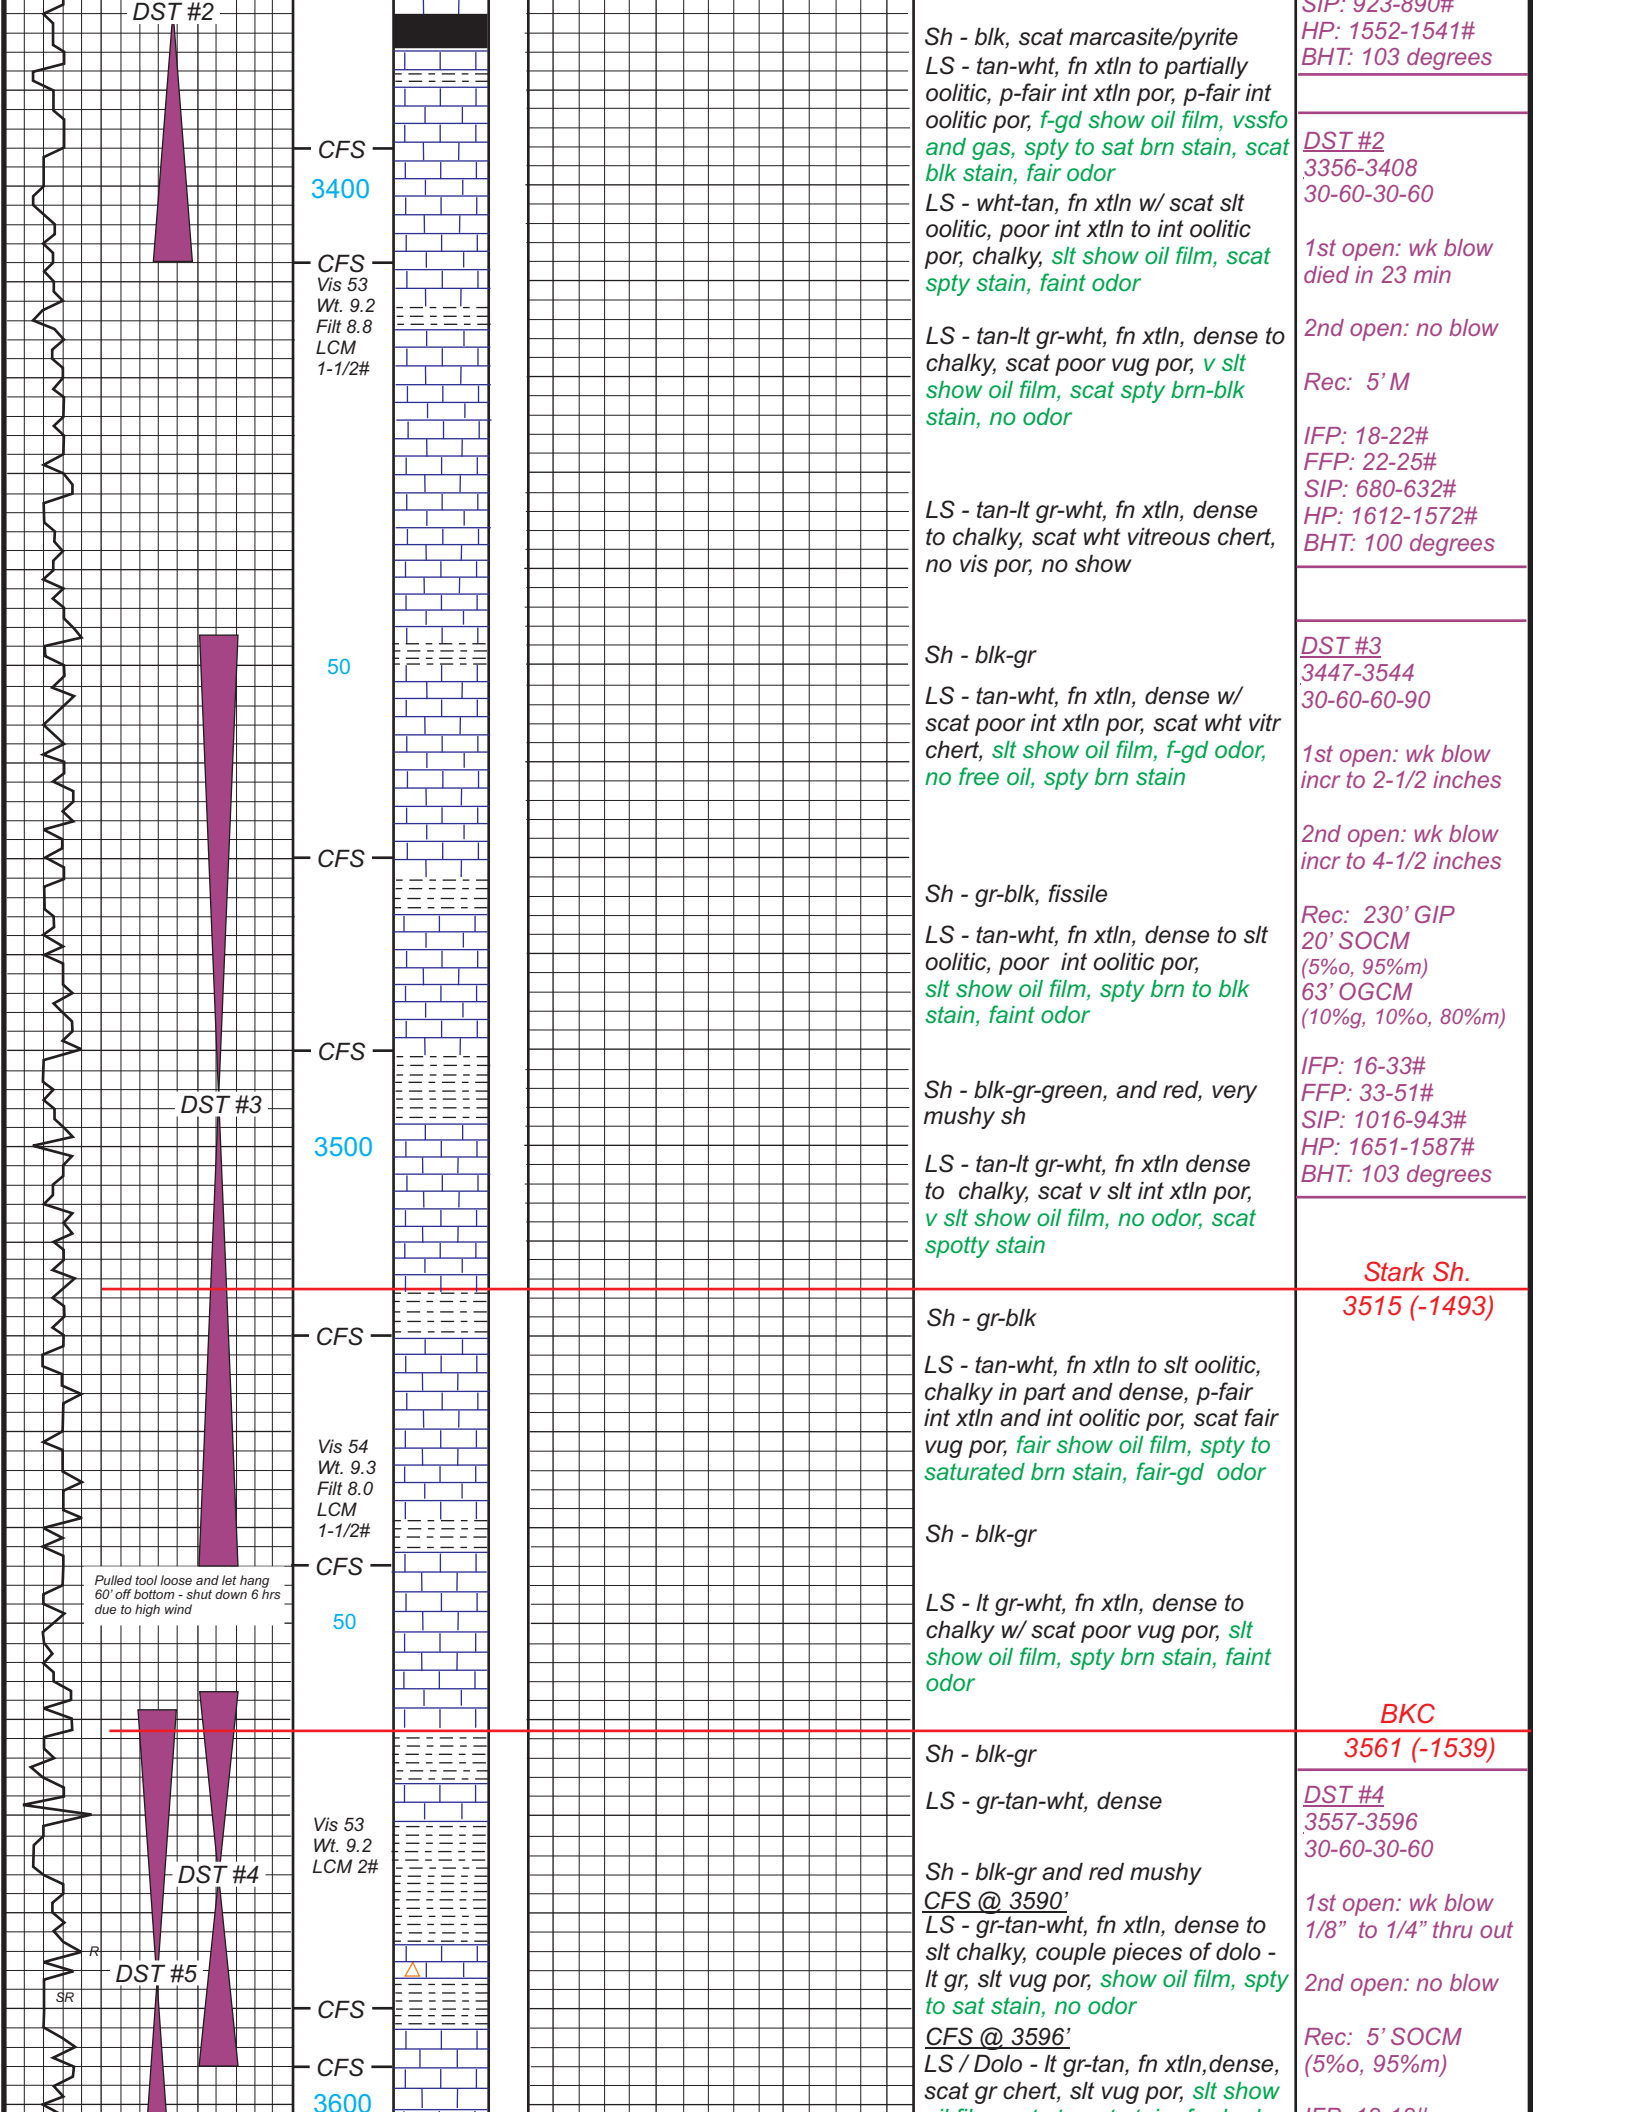 DST #2
CFS
3400
CFS
Vis 53
Wt. 9.2
Filt 8.8
LCM
1-1/2#
50
CFS
CFS
DST #3
3500
CFS
Vis 54
Wt. 9.3
Filt 8.0
LCM
1-1/2#
CFS
Pulled tool loose and let hang
60' off bottom - shut down 6 hrs
due to high wind
50
Vis 53
Wt. 9.2
LCM 2#
DST #4
R
DST #5
SR
CFS
CFS
3600
Sh - blk, scat marcasite/pyrite
LS - tan-wht, fn xtln to partially
oolitic, p-fair int xtln por, p-fair int
oolitic por, f-gd show oil film, vssfo
and gas, spty to sat brn stain, scat
blk stain, fair odor
LS - wht-tan, fn xtln w/ scat slt
oolitic, poor int xtln to int oolitic
por, chalky, slt show oil film, scat
spty stain, faint odor
LS - tan-lt gr-wht, fn xtln, dense to
chalky, scat poor vug por, v slt
show oil film, scat spty brn-blk
stain, no odor
LS - tan-lt gr-wht, fn xtln, dense
to chalky, scat wht vitreous chert,
no vis por, no show
Sh - blk-gr
LS - tan-wht, fn xtln, dense w/
scat poor int xtln por, scat wht vitr
chert, slt show oil film, f-gd odor,
no free oil, spty brn stain
Sh - gr-blk, fissile
LS - tan-wht, fn xtln, dense to slt
oolitic, poor int oolitic por,
slt show oil film, spty brn to blk
stain, faint odor
Sh - blk-gr-green, and red, very
mushy sh
LS - tan-lt gr-wht, fn xtln dense
to chalky, scat v slt int xtln por,
v slt show oil film, no odor, scat
spotty stain
Sh - gr-blk
LS - tan-wht, fn xtln to slt oolitic,
chalky in part and dense, p-fair
int xtln and int oolitic por, scat fair
vug por, fair show oil film, spty to
saturated brn stain, fair-gd odor
Sh - blk-gr
LS - lt gr-wht, fn xtln, dense to
chalky w/ scat poor vug por, slt
show oil film, spty brn stain, faint
odor
Sh - blk-gr
LS - gr-tan-wht, dense
Sh - blk-gr and red mushy
CFS @ 3590'
LS - gr-tan-wht, fn xtln, dense to
slt chalky, couple pieces of dolo -
lt gr, slt vug por, show oil film, spty
to sat stain, no odor
CFS @ 3596'
LS / Dolo - lt gr-tan, fn xtln,dense,
scat gr chert, slt vug por, slt show
SIP: 923-890#
HP: 1552-1541#
BHT: 103 degrees
DST #2
3356-3408
30-60-30-60
1st open: wk blow
died in 23 min
2nd open: no blow
Rec: 5' M
IFP: 18-22#
FFP: 22-25#
SIP: 680-632#
HP: 1612-1572#
BHT: 100 degrees
DST #3
3447-3544
30-60-60-90
1st open: wk blow
incr to 2-1/2 inches
2nd open: wk blow
incr to 4-1/2 inches
Rec: 230' GIP
20' SOCM
(5%o, 95%m)
63' OGCM
(10%g, 10%o, 80%m)
IFP: 16-33#
FFP: 33-51#
SIP: 1016-943#
HP: 1651-1587#
BHT: 103 degrees
Stark Sh.
3515 (-1493)
BKC
3561 (-1539)
DST #4
3557-3596
30-60-30-60
1st open: wk blow
1/8" to 1/4" thru out
2nd open: no blow
Rec: 5' SOCM
(5%o, 95%m)